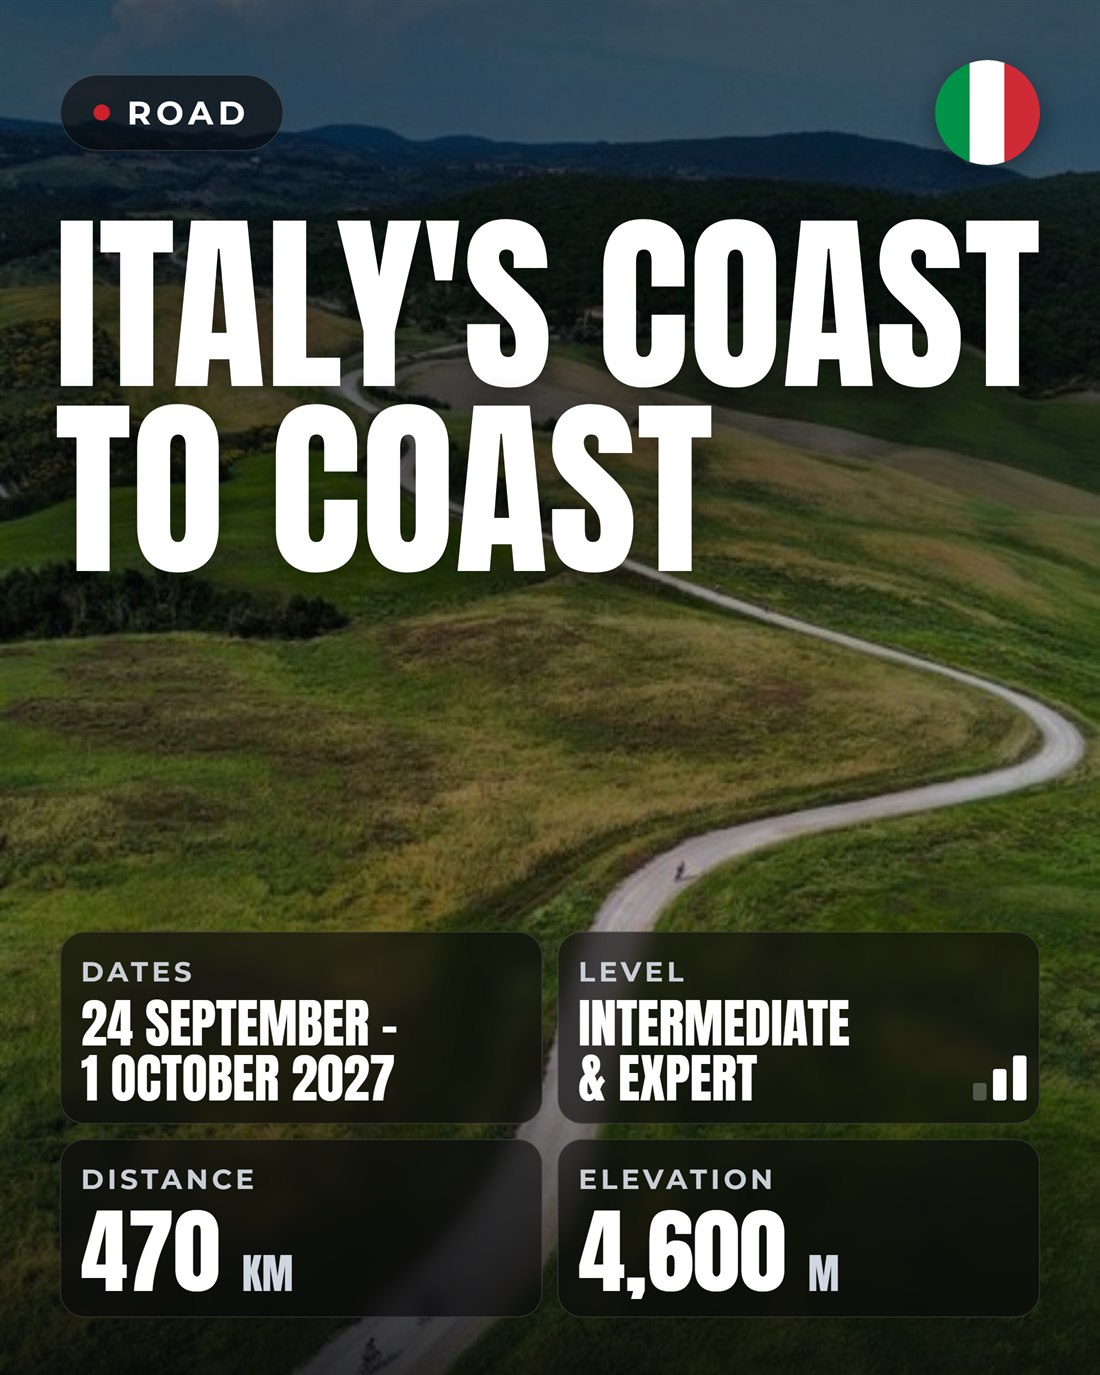 ROAD
ITALY'S COAST
TO COAST
DATES
24 SEPTEMBER -
1 OCTOBER 2027
LEVEL
INTERMEDIATE
& EXPERT
DISTANCE
470 KM
ELEVATION
4,600 M